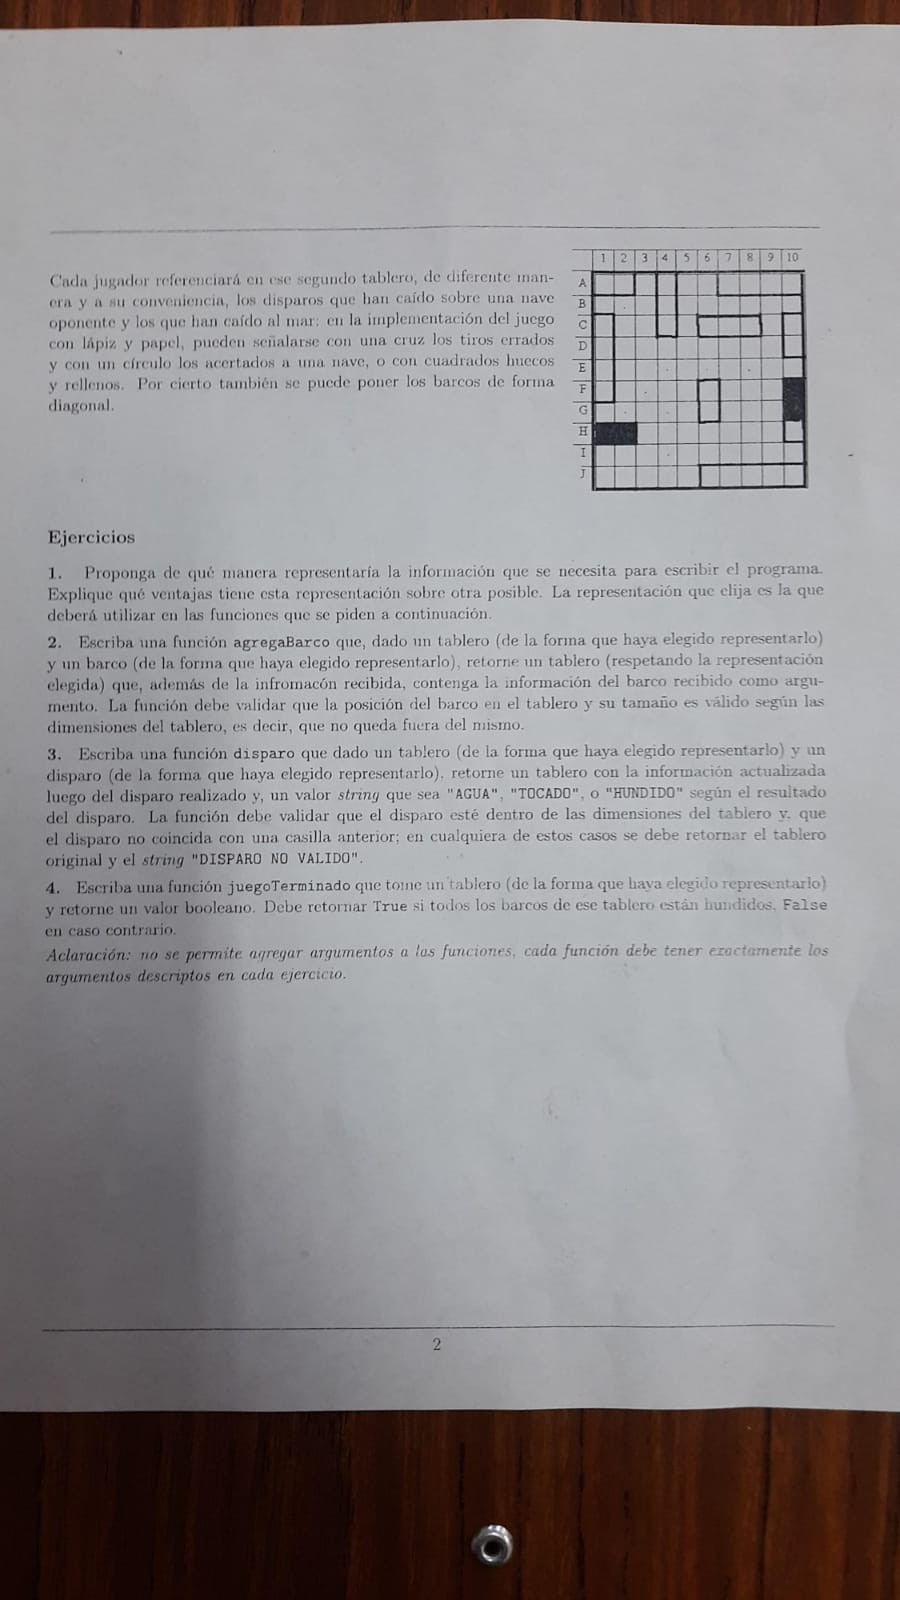 Cada jugador referenciará en ese segundo tablero, de diferente man-
era y a su conveniencia, los disparos que han caído sobre una nave
oponente y los que han caído al mar: en la implementación del juego
con lápiz y papel, pueden señalarse con una cruz los tiros errados
y con un círculo los acertados a una nave, o con cuadrados huecos
y rellenos. Por cierto también se puede poner los barcos de forma
diagonal.
1 2 3 4 5 6 7 8 9 10
A
B
C
D
E
F
G
H
I
J
Ejercicios
1. Proponga de qué manera representaría la información que se necesita para escribir el programa.
Explique qué ventajas tiene esta representación sobre otra posible. La representación que elija es la que
deberá utilizar en las funciones que se piden a continuación.
2. Escriba una función agregaBarco que, dado un tablero (de la forma que haya elegido representarlo)
y un barco (de la forma que haya elegido representarlo), retorne un tablero (respetando la representación
elegida) que, además de la infromacón recibida, contenga la información del barco recibido como argu-
mento. La función debe validar que la posición del barco en el tablero y su tamaño es válido según las
dimensiones del tablero, es decir, que no queda fuera del mismo.
3. Escriba una función disparo que dado un tablero (de la forma que haya elegido representarlo) y un
disparo (de la forma que haya elegido representarlo), retorne un tablero con la información actualizada
luego del disparo realizado y, un valor string que sea "AGUA", "TOCADO", o "HUNDIDO" según el resultado
del disparo. La función debe validar que el disparo esté dentro de las dimensiones del tablero y, que
el disparo no coincida con una casilla anterior; en cualquiera de estos casos se debe retornar el tablero
original y el string "DISPARO NO VALIDO".
4. Escriba una función juegoTerminado que tome un tablero (de la forma que haya elegido representarlo)
y retorne un valor booleano. Debe retornar True si todos los barcos de ese tablero están hundidos, False
en caso contrario.
Aclaración: no se permite agregar argumentos a las funciones, cada función debe tener exactamente los
argumentos descriptos en cada ejercicio.
2